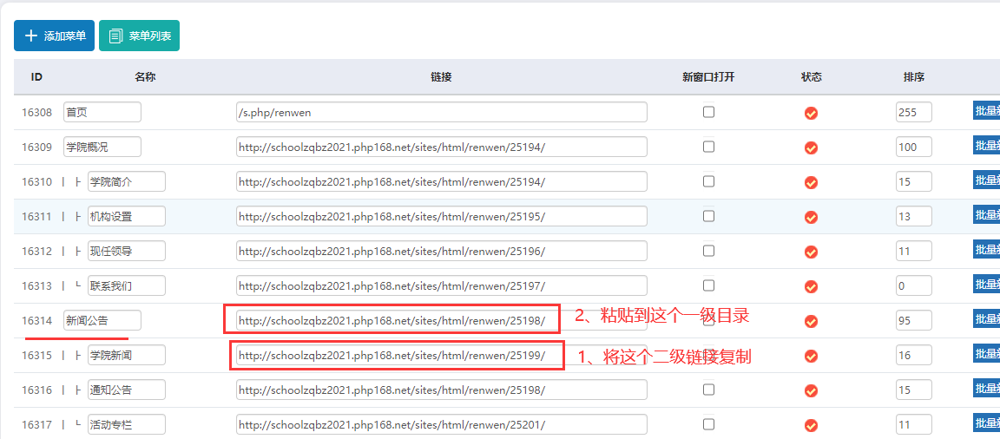 添加菜单 菜单列表
ID 名称 链接 新窗口打开 状态 排序
16308 首页 /s.php/renwen 255 批量
16309 学院概况 http://schoolzqbz2021.php168.net/sites/html/renwen/25194/ 100 批量
16310 学院简介 http://schoolzqbz2021.php168.net/sites/html/renwen/25194/ 15 批量
16311 机构设置 http://schoolzqbz2021.php168.net/sites/html/renwen/25195/ 13 批量
16312 现任领导 http://schoolzqbz2021.php168.net/sites/html/renwen/25196/ 11 批量
16313 联系我们 http://schoolzqbz2021.php168.net/sites/html/renwen/25197/ 0 批量
16314 新闻公告 http://schoolzqbz2021.php168.net/sites/html/renwen/25198/ 2、粘贴到这个一级目录 95 批量
16315 学院新闻 http://schoolzqbz2021.php168.net/sites/html/renwen/25199/ 1、将这个二级链接复制 16 批量
16316 通知公告 http://schoolzqbz2021.php168.net/sites/html/renwen/25198/ 15 批量
16317 活动专栏 http://schoolzqbz2021.php168.net/sites/html/renwen/25201/ 11 批量